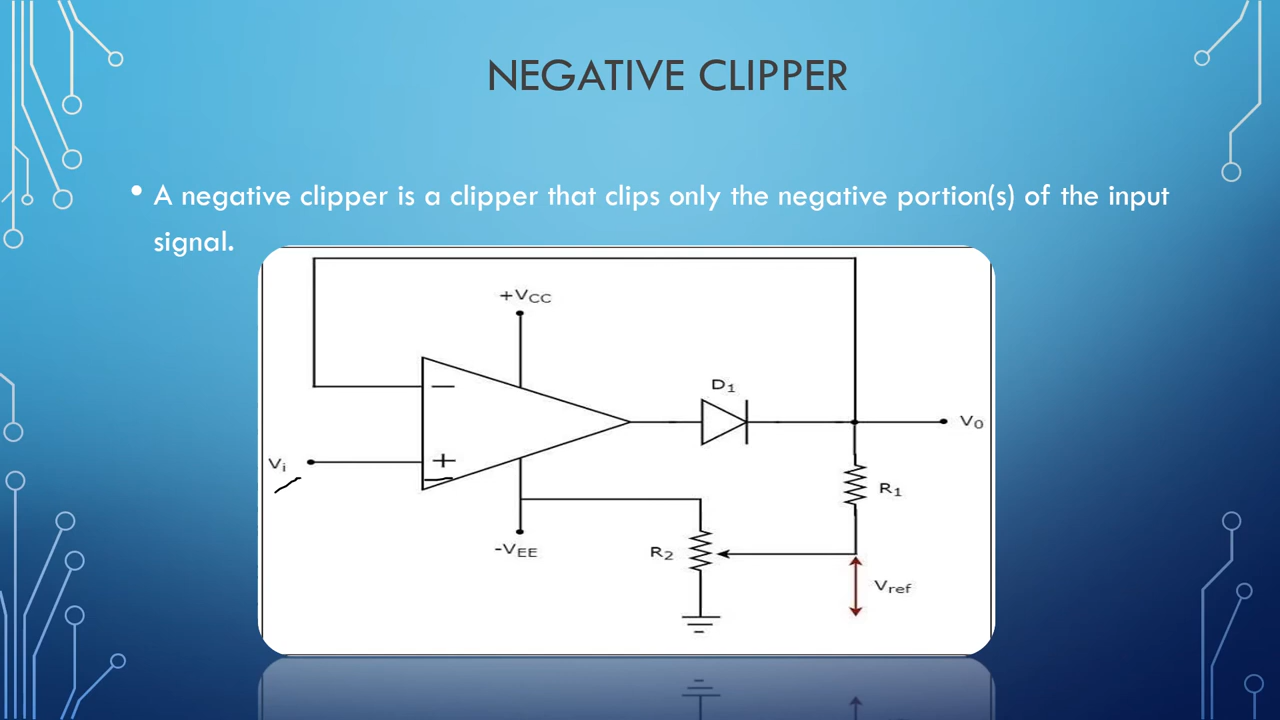 NEGATIVE CLIPPER
• A negative clipper is a clipper that clips only the negative portion(s) of the input
signal.
+VCC
D1
−
V0
Vi
+
R1
-VEE
R2
Vref